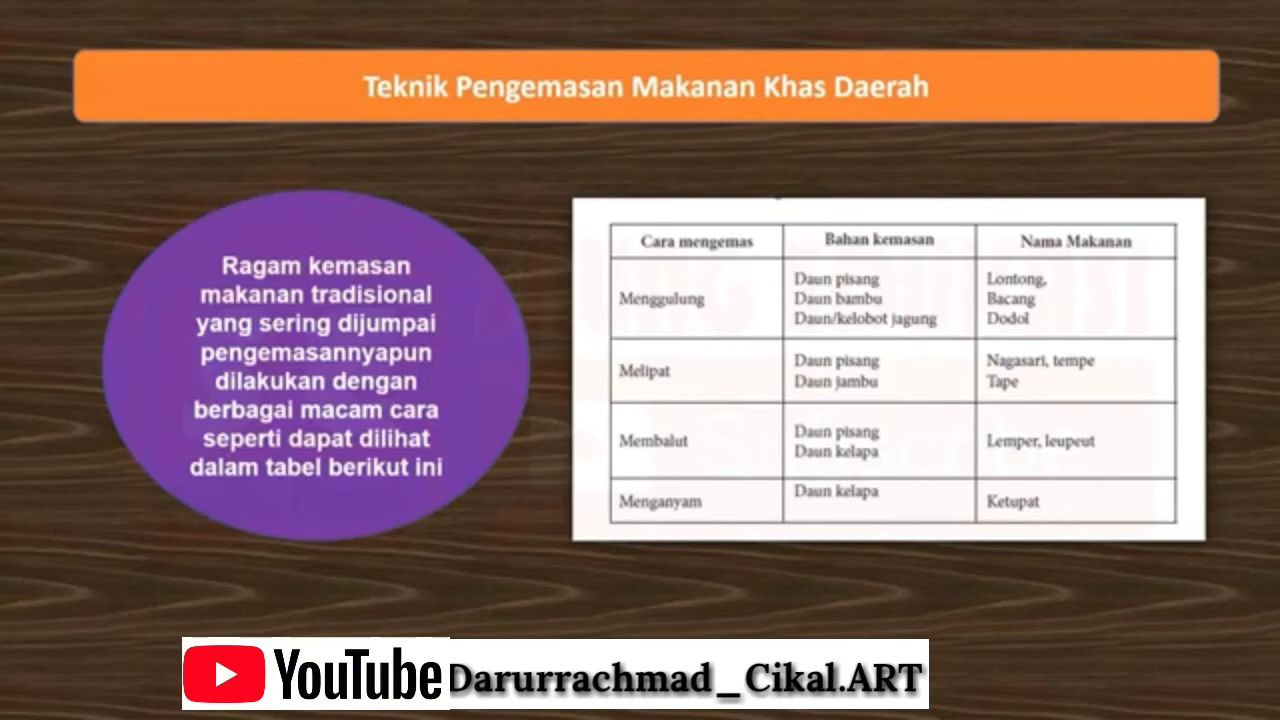 Teknik Pengemasan Makanan Khas Daerah
Ragam kemasan
makanan tradisional
yang sering dijumpai
pengemasannyapun
dilakukan dengan
berbagai macam cara
seperti dapat dilihat
dalam tabel berikut ini
Cara mengemas Bahan kemasan Nama Makanan
Menggulung
Daun pisang
Daun bambu
Daun/kelobot jagung
Lontong,
Bacang
Dodol
Melipat
Daun pisang
Daun jambu
Nagasari, tempe
Tape
Membalut
Daun pisang
Daun kelapa
Lemper, leupeut
Menganyam
Daun kelapa
Ketupat
YouTube Darurrachmad_Cikal.ART